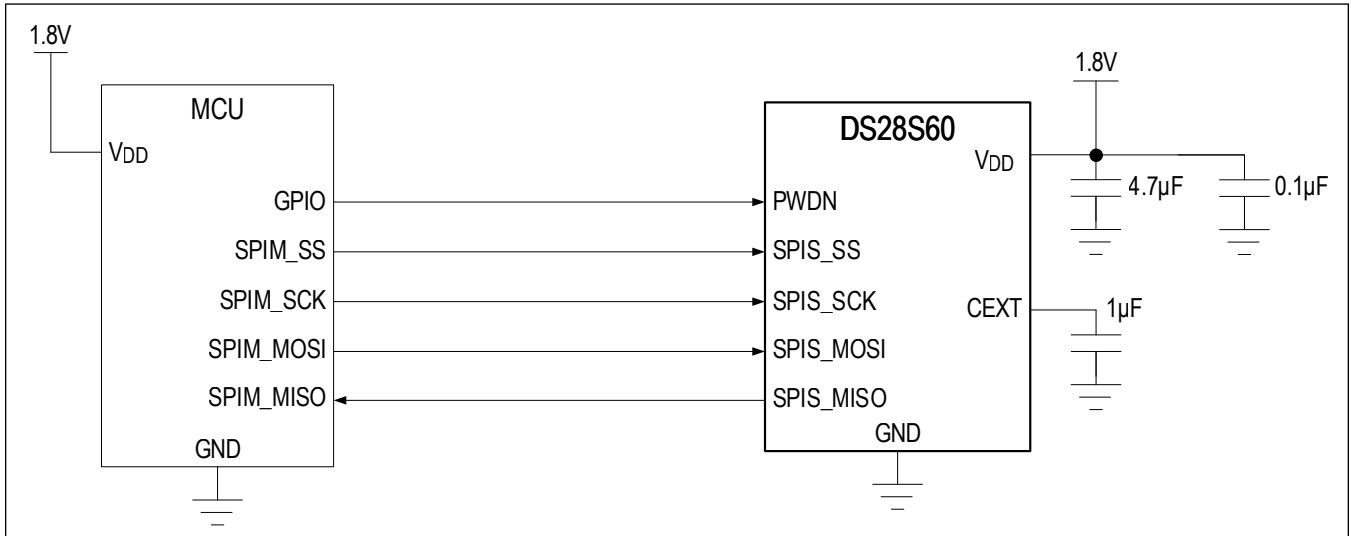 1.8V
MCU
VDD
GPIO
SPIM_SS
SPIM_SCK
SPIM_MOSI
SPIM_MISO
GND
1.8V
DS28S60
VDD
4.7µF
0.1µF
PWDN
SPIS_SS
SPIS_SCK
CEXT
1µF
SPIS_MOSI
SPIS_MISO
GND